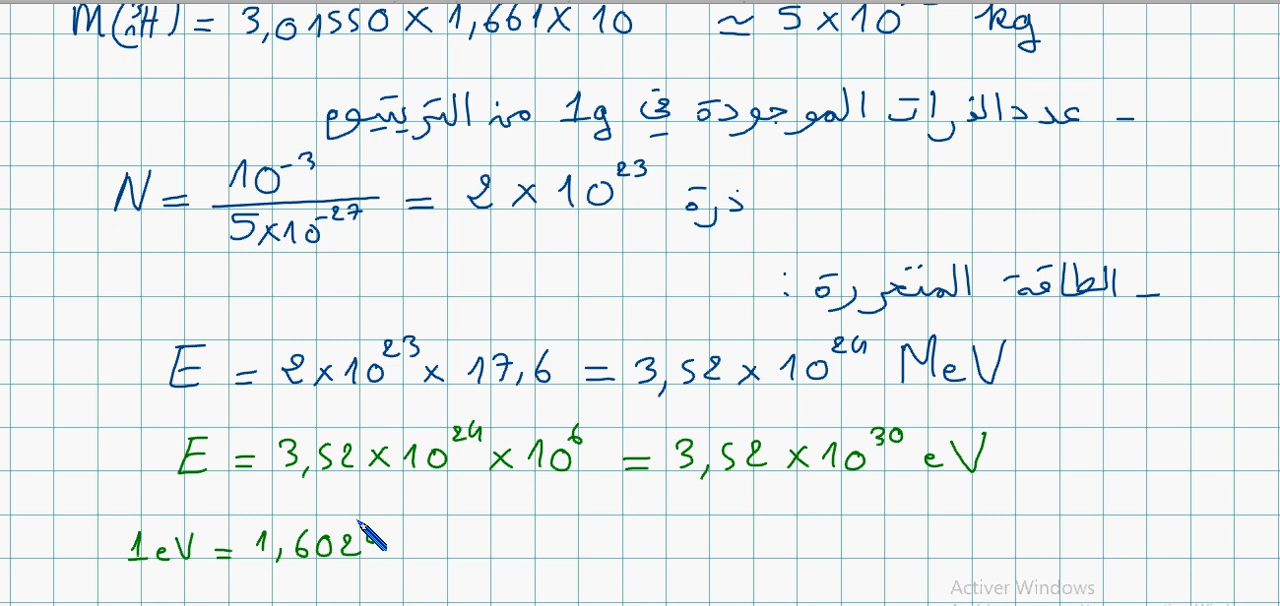 m(³₁H) = 3,01550 × 1,661 × 10 ≃ 5 × 10⁻ kg
- عدد الذرات الموجودة في 1g من التريتيوم
N = 10⁻³ / 5×10⁻²⁷ = 2 × 10²³ ذرة
- الطاقة المتحررة :
E = 2 × 10²³ × 17,6 = 3,52 × 10²⁴ MeV
E = 3,52 × 10²⁴ × 10⁶ = 3,52 × 10³⁰ eV
1 eV = 1,602
Activer Windows